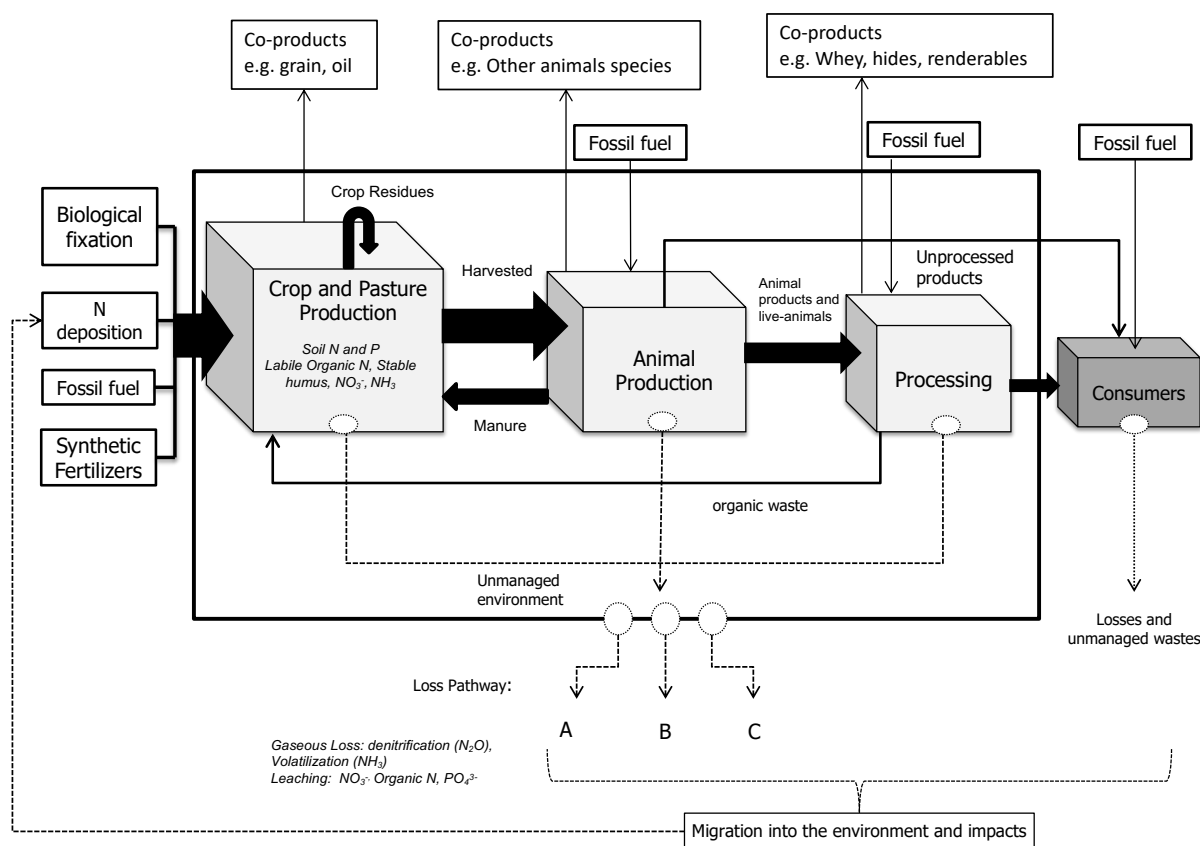 Co-products
e.g. grain, oil
Co-products
e.g. Other animals species
Co-products
e.g. Whey, hides, renderables
Fossil fuel
Fossil fuel
Fossil fuel
Biological
fixation
N
deposition
Fossil fuel
Synthetic
Fertilizers
Crop Residues
Crop and Pasture
Production
Soil N and P
Labile Organic N, Stable
humus, NO₃⁻, NH₃
Harvested
Manure
Animal
Production
Animal
products and
live-animals
Unprocessed
products
Processing
Consumers
organic waste
Unmanaged
environment
Losses and
unmanaged wastes
Loss Pathway:
A
B
C
Gaseous Loss: denitrification (N₂O),
Volatilization (NH₃)
Leaching: NO₃⁻, Organic N, PO₄³⁻
Migration into the environment and impacts